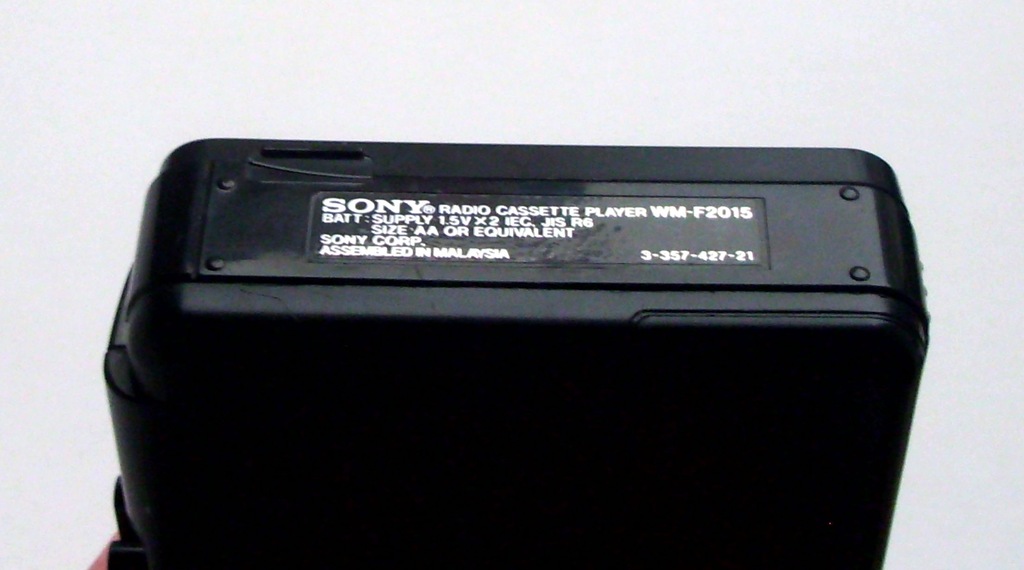 SONY® RADIO CASSETTE PLAYER WM-F2015
BATT : SUPPLY 1.5V X 2 IEC, JIS R6
SIZE AA OR EQUIVALENT
SONY CORP.
ASSEMBLED IN MALAYSIA 3-357-427-21